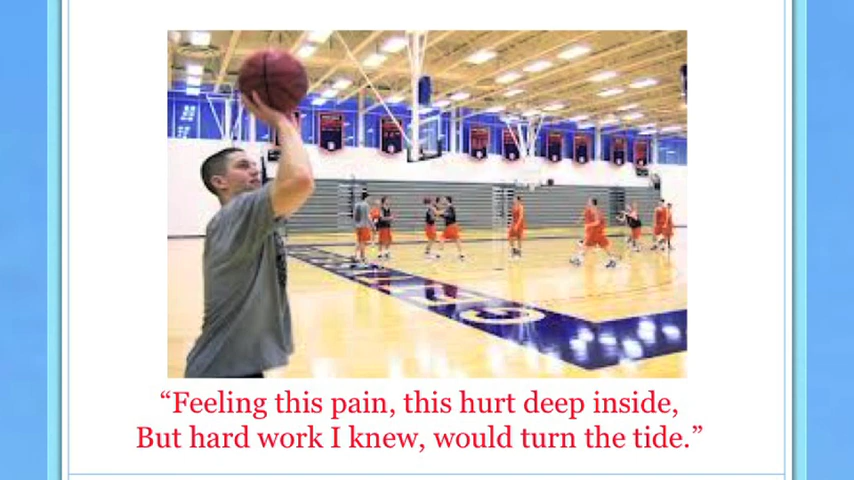 “Feeling this pain, this hurt deep inside,
But hard work I knew, would turn the tide.”